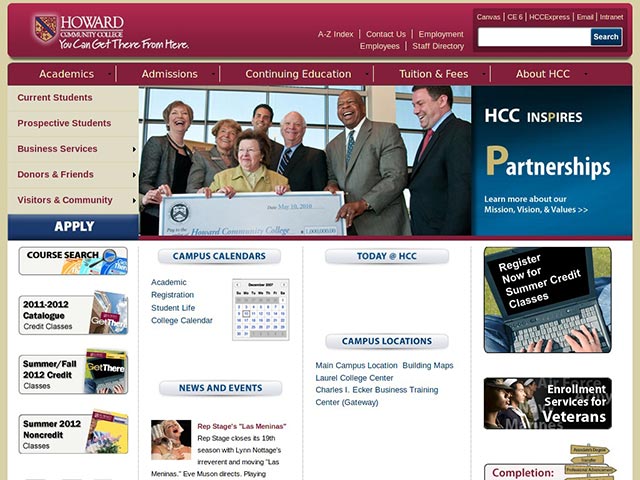 HOWARD
COMMUNITY COLLEGE
You Can Get There From Here.
Canvas | CE 6 | HCCExpress | Email | Intranet
A-Z Index | Contact Us | Employment
Employees | Staff Directory
Search
Academics
Admissions
Continuing Education
Tuition & Fees
About HCC
Current Students
Prospective Students
Business Services
Donors & Friends
Visitors & Community
APPLY
Date May 10, 2010
Pay to the
Howard Community College
$ 1,000,000.00
HCC INSPIRES
Partnerships
Learn more about our
Mission, Vision, & Values >>
COURSE SEARCH
2011-2012
Catalogue
Credit Classes
Summer/Fall
2012 Credit
Classes
GetThere
Summer 2012
Noncredit
Classes
CAMPUS CALENDARS
Academic
Registration
Student Life
College Calendar
December 2007
NEWS AND EVENTS
Rep Stage's "Las Meninas"
Rep Stage closes its 19th
season with Lynn Nottage's
irreverent and moving "Las
Meninas." Eve Muson directs. Playing
TODAY @ HCC
CAMPUS LOCATIONS
Main Campus Location Building Maps
Laurel College Center
Charles I. Ecker Business Training
Center (Gateway)
Register
Now for
Summer Credit
Classes
Enrollment
Services for
Veterans
Completion:
Associate's Degree
Transfer
Professional Advancement